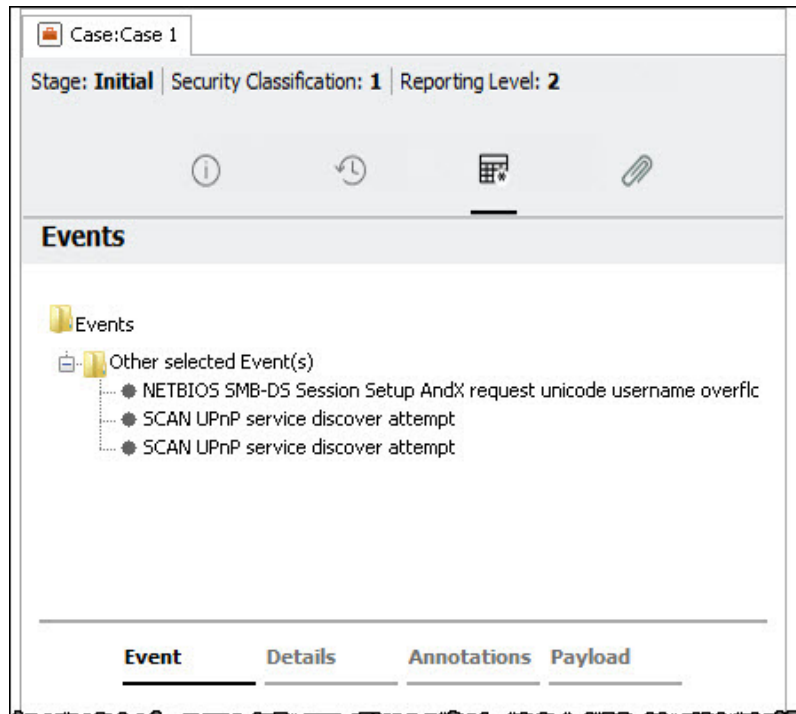 Case:Case 1
Stage: Initial Security Classification: 1 Reporting Level: 2
Events
Events
Other selected Event(s)
NETBIOS SMB-DS Session Setup AndX request unicode username overflc
SCAN UPnP service discover attempt
SCAN UPnP service discover attempt
Event Details Annotations Payload